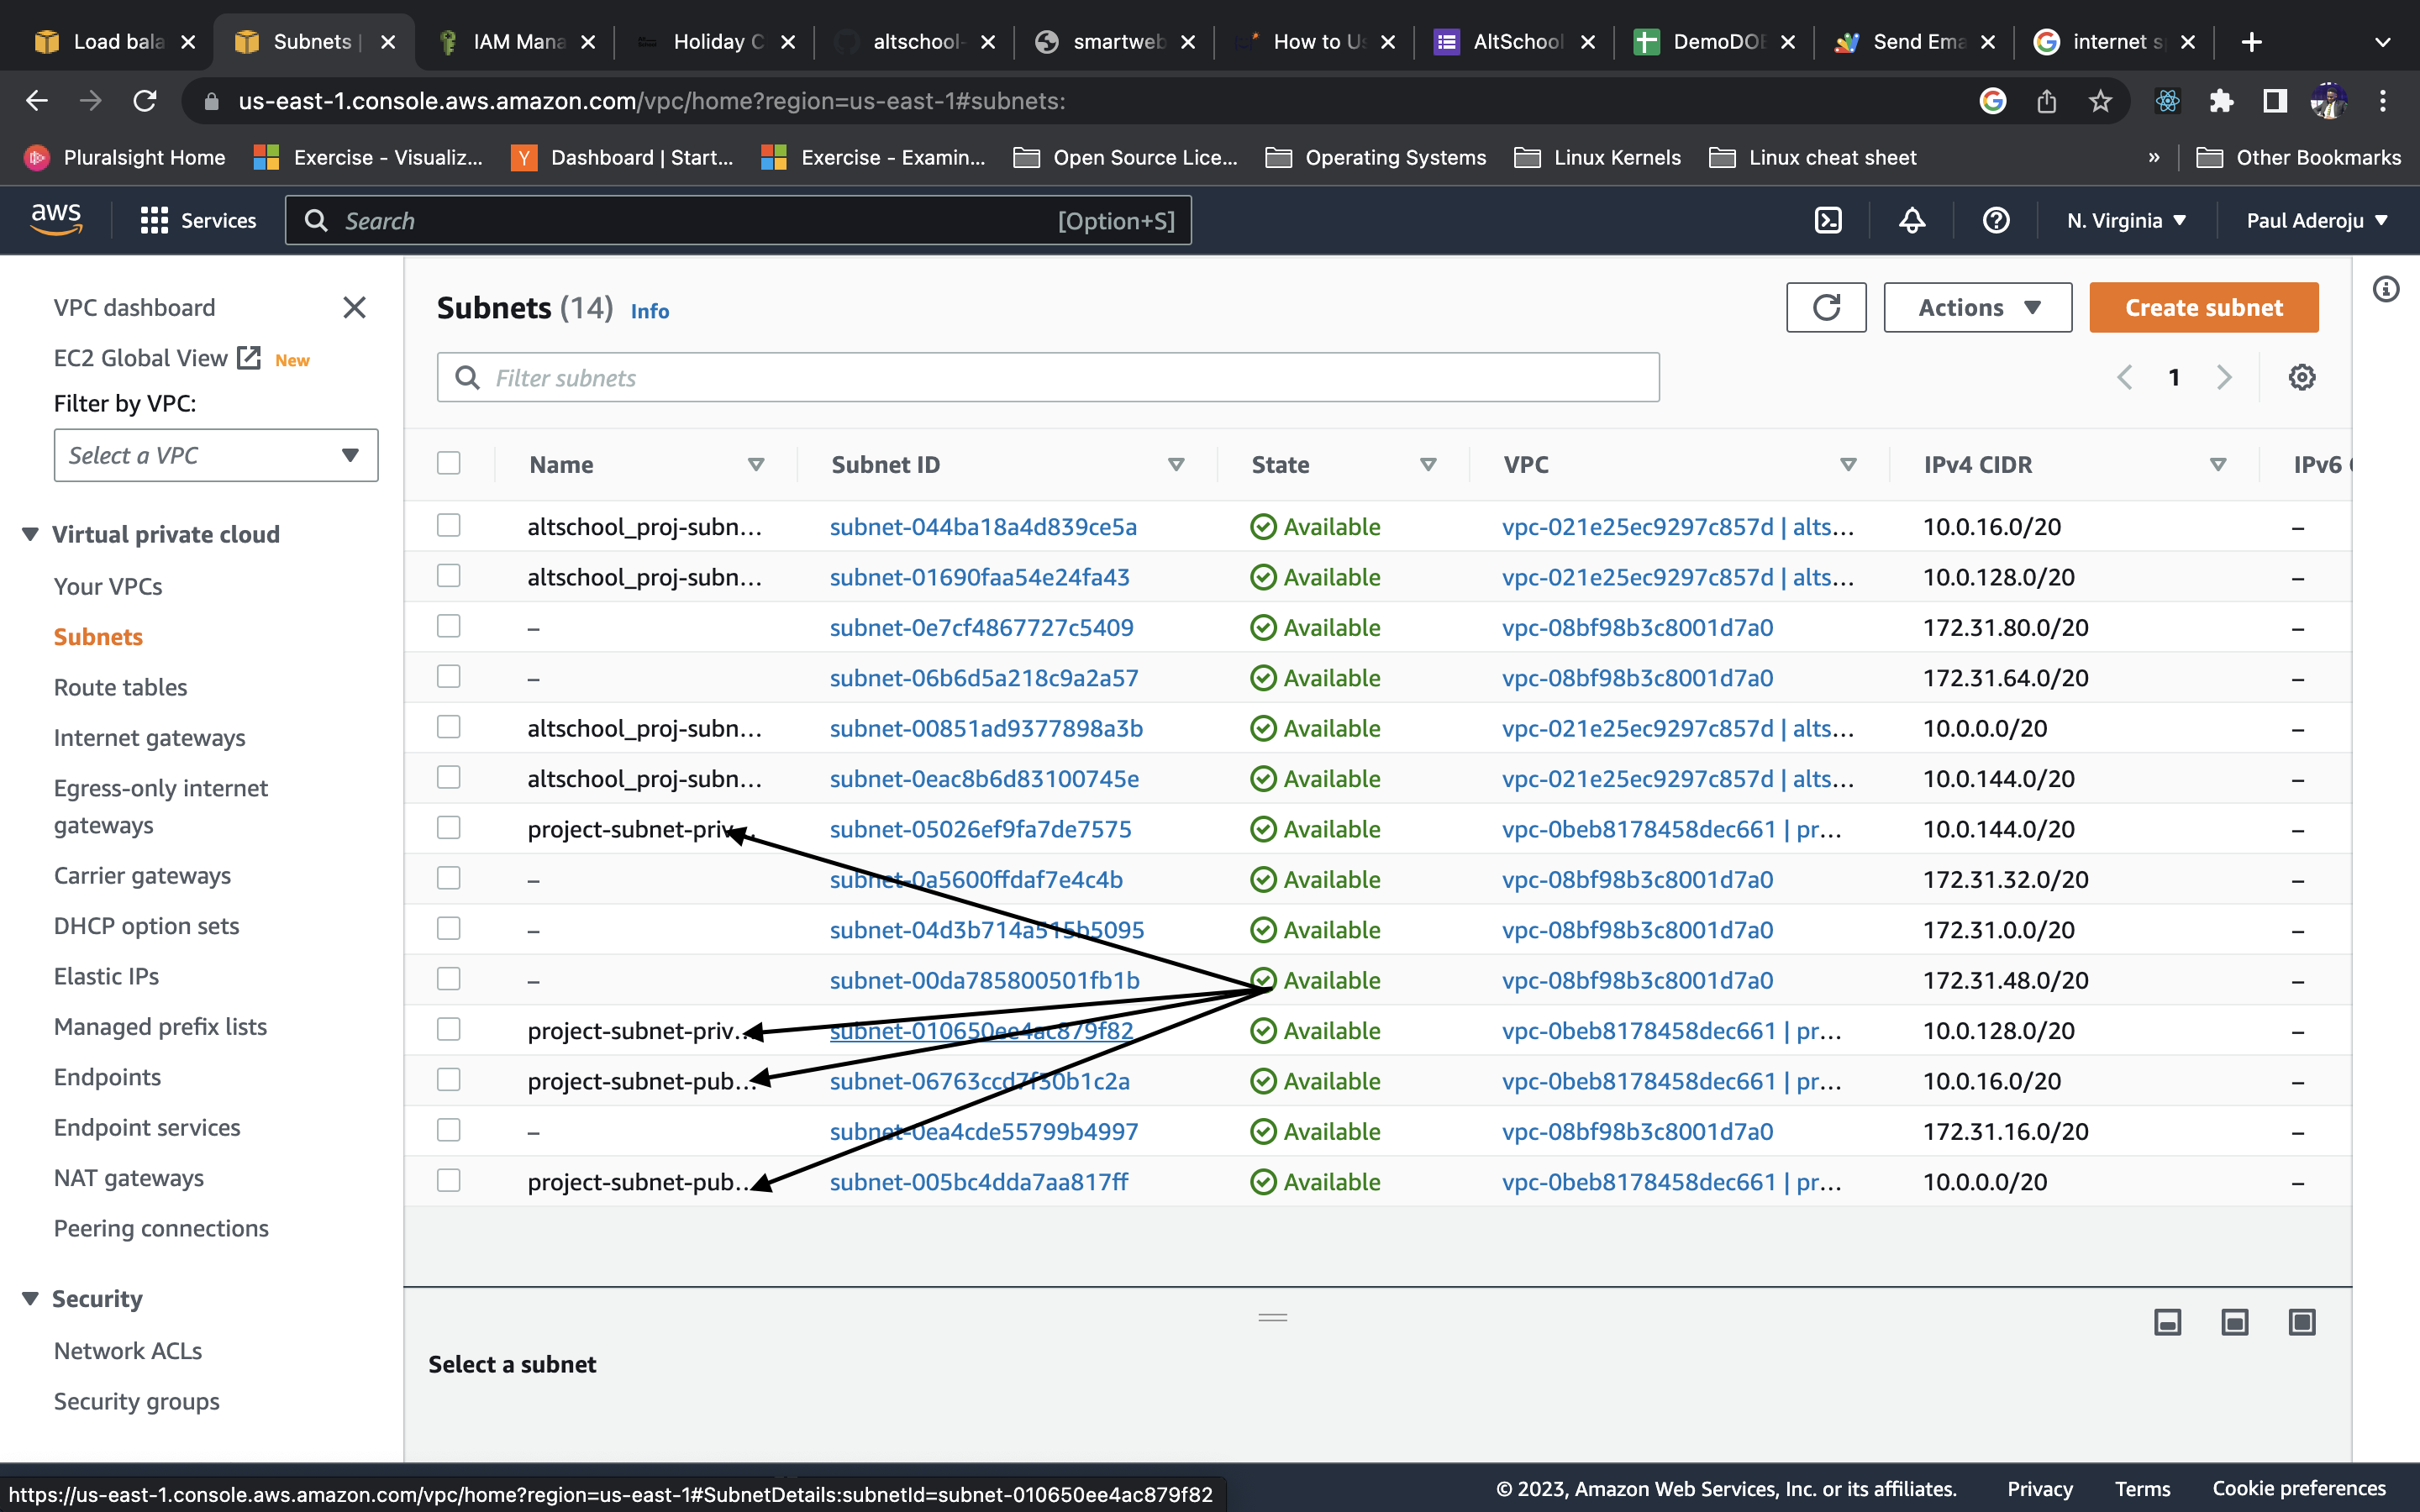 Load bala
Subnets |
IAM Mana
Holiday C
altschool-
smartweb
How to Us
AltSchool
DemoDOE
Send Ema
internet s
us-east-1.console.aws.amazon.com/vpc/home?region=us-east-1#subnets:
Pluralsight Home
Exercise - Visualiz...
Dashboard | Start...
Exercise - Examin...
Open Source Lice...
Operating Systems
Linux Kernels
Linux cheat sheet
»
Other Bookmarks
aws
Services
Search
[Option+S]
N. Virginia
Paul Aderoju
VPC dashboard
EC2 Global View New
Filter by VPC:
Select a VPC
Virtual private cloud
Your VPCs
Subnets
Route tables
Internet gateways
Egress-only internet
gateways
Carrier gateways
DHCP option sets
Elastic IPs
Managed prefix lists
Endpoints
Endpoint services
NAT gateways
Peering connections
Security
Network ACLs
Security groups
Subnets (14) Info
Actions
Create subnet
Filter subnets
1
Name Subnet ID State VPC IPv4 CIDR IPv6
altschool_proj-subn... subnet-044ba18a4d839ce5a Available vpc-021e25ec9297c857d | alts... 10.0.16.0/20 –
altschool_proj-subn... subnet-01690faa54e24fa43 Available vpc-021e25ec9297c857d | alts... 10.0.128.0/20 –
– subnet-0e7cf4867727c5409 Available vpc-08bf98b3c8001d7a0 172.31.80.0/20 –
– subnet-06b6d5a218c9a2a57 Available vpc-08bf98b3c8001d7a0 172.31.64.0/20 –
altschool_proj-subn... subnet-00851ad9377898a3b Available vpc-021e25ec9297c857d | alts... 10.0.0.0/20 –
altschool_proj-subn... subnet-0eac8b6d83100745e Available vpc-021e25ec9297c857d | alts... 10.0.144.0/20 –
project-subnet-priv... subnet-05026ef9fa7de7575 Available vpc-0beb8178458dec661 | pr... 10.0.144.0/20 –
– subnet-0a5600ffdaf7e4c4b Available vpc-08bf98b3c8001d7a0 172.31.32.0/20 –
– subnet-04d3b714a515b5095 Available vpc-08bf98b3c8001d7a0 172.31.0.0/20 –
– subnet-00da785800501fb1b Available vpc-08bf98b3c8001d7a0 172.31.48.0/20 –
project-subnet-priv... subnet-010650ee4ac879f82 Available vpc-0beb8178458dec661 | pr... 10.0.128.0/20 –
project-subnet-pub... subnet-06763ccd7f50b1c2a Available vpc-0beb8178458dec661 | pr... 10.0.16.0/20 –
– subnet-0ea4cde55799b4997 Available vpc-08bf98b3c8001d7a0 172.31.16.0/20 –
project-subnet-pub... subnet-005bc4dda7aa817ff Available vpc-0beb8178458dec661 | pr... 10.0.0.0/20 –
Select a subnet
https://us-east-1.console.aws.amazon.com/vpc/home?region=us-east-1#SubnetDetails:subnetId=subnet-010650ee4ac879f82
© 2023, Amazon Web Services, Inc. or its affiliates.
Privacy
Terms
Cookie preferences